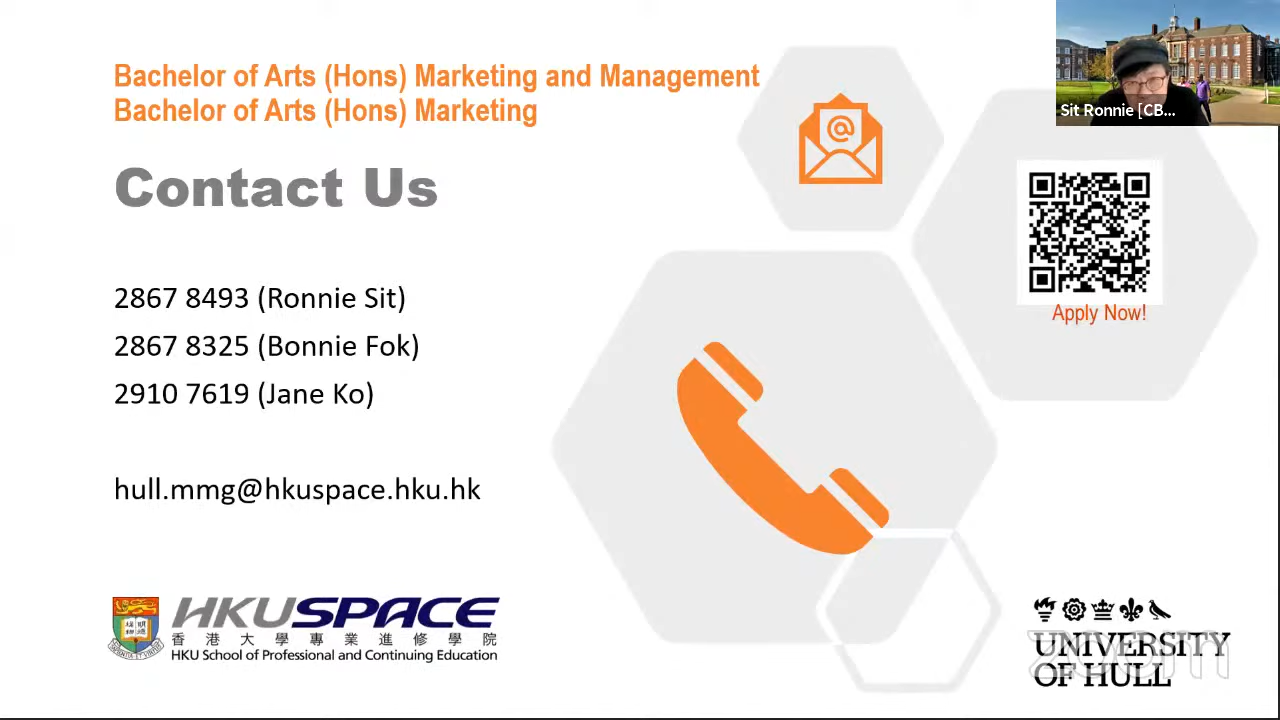 Bachelor of Arts (Hons) Marketing and Management
Bachelor of Arts (Hons) Marketing
Contact Us
2867 8493 (Ronnie Sit)
2867 8325 (Bonnie Fok)
2910 7619 (Jane Ko)
hull.mmg@hkuspace.hku.hk
Sit Ronnie [CB...
@
Apply Now!
HKUSPACE
香港大學專業進修學院
HKU School of Professional and Continuing Education
UNIVERSITY
OF HULL
zoom